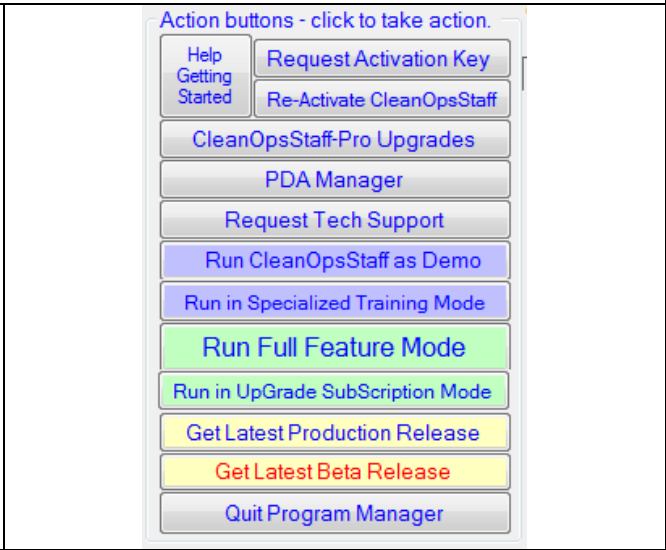 Action buttons - click to take action.
Help
Getting
Started
Request Activation Key
Re-Activate CleanOpsStaff
CleanOpsStaff-Pro Upgrades
PDA Manager
Request Tech Support
Run CleanOpsStaff as Demo
Run in Specialized Training Mode
Run Full Feature Mode
Run in UpGrade SubScription Mode
Get Latest Production Release
Get Latest Beta Release
Quit Program Manager